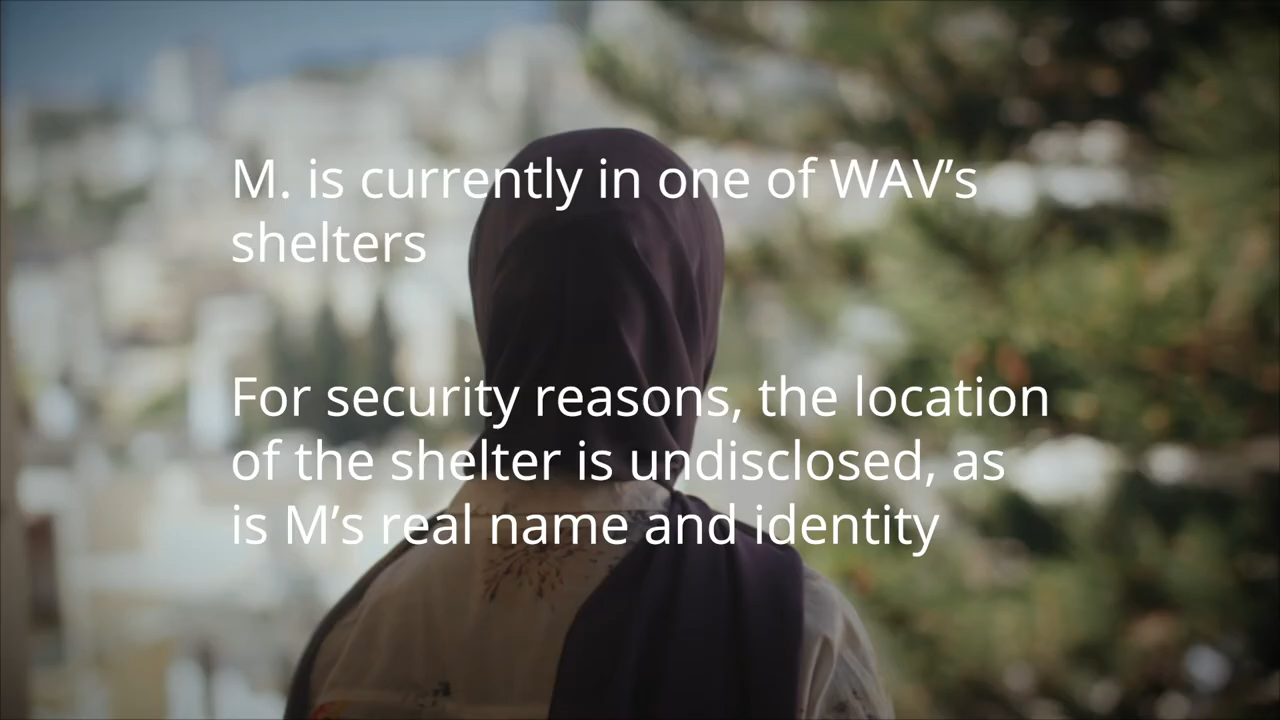 M. is currently in one of WAV’s
shelters
For security reasons, the location
of the shelter is undisclosed, as
is M’s real name and identity